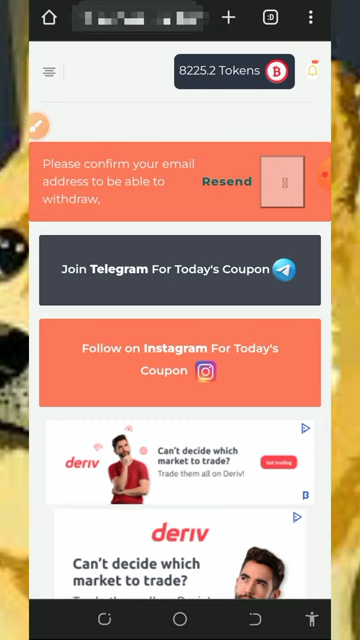 :D
8225.2 Tokens
Please confirm your email
address to be able to
withdraw,
Resend
Join Telegram For Today's Coupon
Follow on Instagram For Today's
Coupon
deriv
Can't decide which
market to trade?
Trade them all on Deriv!
deriv
Can't decide which
market to trade?